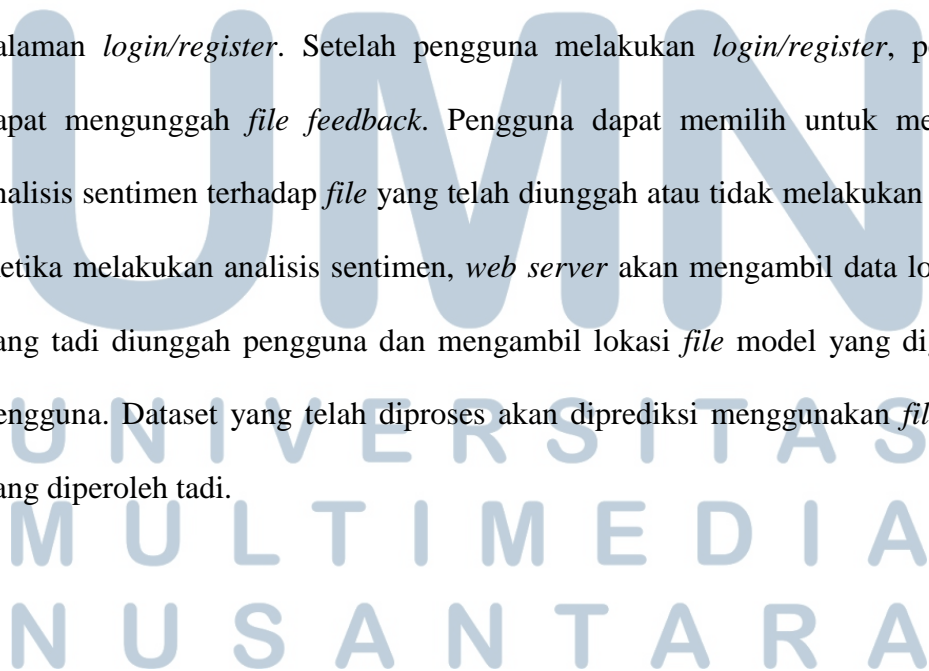 alaman login/register. Setelah pengguna melakukan login/register, p
apat mengunggah file feedback. Pengguna dapat memilih untuk me
nalisis sentimen terhadap file yang telah diunggah atau tidak melakukan
etika melakukan analisis sentimen, web server akan mengambil data lo
ang tadi diunggah pengguna dan mengambil lokasi file model yang di
engguna. Dataset yang telah diproses akan diprediksi menggunakan fil
ang diperoleh tadi.
UMN
UNIVERSITAS
MULTIMEDIA
NUSANTARA